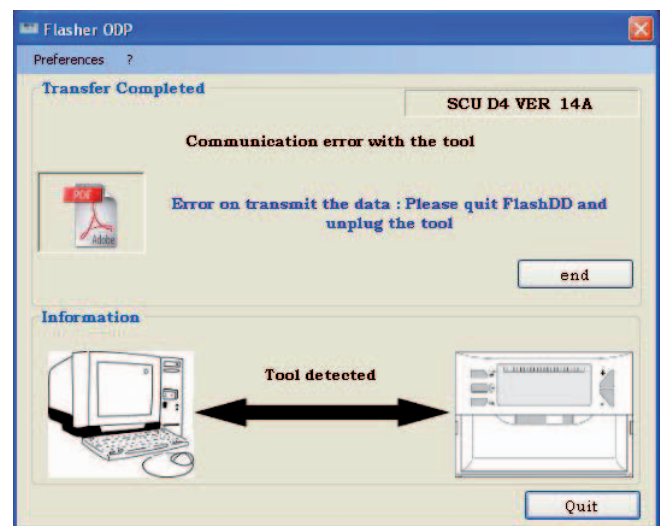 Flasher ODP
Preferences ?
Transfer Completed
SCU D4 VER 14A
Communication error with the tool
PDF
Adobe
Error on transmit the data : Please quit FlashDD and
unplug the tool
end
Information
Tool detected
Quit